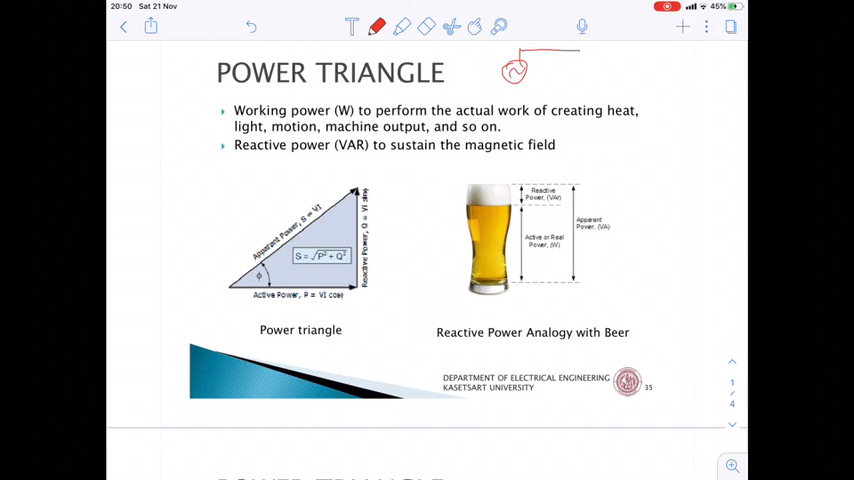 20:50 Sat 21 Nov
45%
POWER TRIANGLE
Working power (W) to perform the actual work of creating heat,
light, motion, machine output, and so on.
Reactive power (VAR) to sustain the magnetic field
Apparant Power, S = VI
S = √P² + Q²
Reactive Power, Q = VI sinφ
ϕ
Active Power, P = VI cosφ
Reactive
Power, (VAr)
Apparant
Power, (VA)
Active or Real
Power, (W)
Power triangle
Reactive Power Analogy with Beer
DEPARTMENT OF ELECTRICAL ENGINEERING
KASETSART UNIVERSITY
35
1
/
4